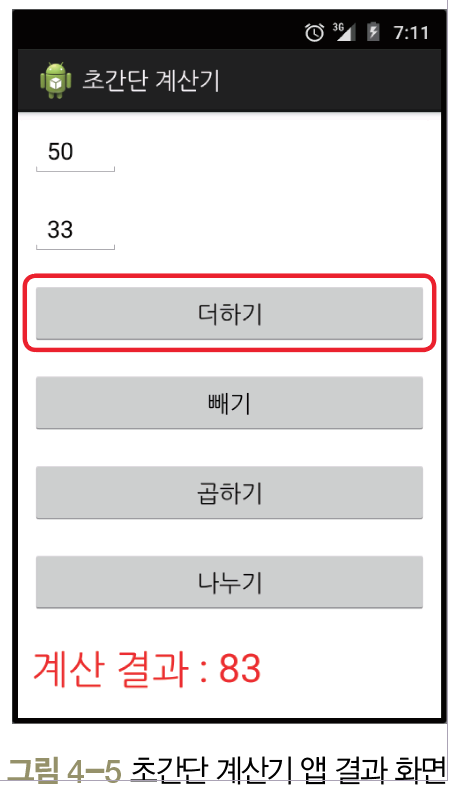 3G 7:11
초간단 계산기
50
33
더하기
빼기
곱하기
나누기
계산 결과 : 83
그림 4-5 초간단 계산기 앱 결과 화면